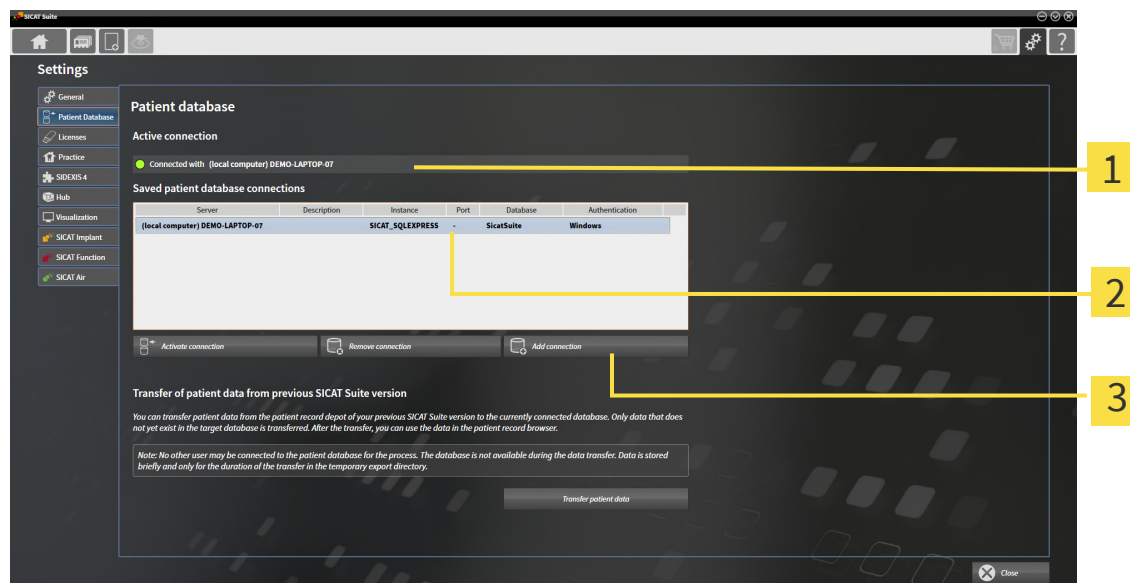 SICAT Suite
?
Settings
General
Patient Database
Licenses
Practice
SIDEXIS 4
Hub
Visualization
SICAT Implant
SICAT Function
SICAT Air
Patient database
Active connection
Connected with (local computer) DEMO-LAPTOP-07
Saved patient database connections
Server Description Instance Port Database Authentication
(local computer) DEMO-LAPTOP-07 SICAT_SQLEXPRESS - SicatSuite Windows
Activate connection Remove connection Add connection
Transfer of patient data from previous SICAT Suite version
You can transfer patient data from the patient record depot of your previous SICAT Suite version to the currently connected database. Only data that does
not yet exist in the target database is transferred. After the transfer, you can use the data in the patient record browser.
Note: No other user may be connected to the patient database for the process. The database is not available during the data transfer. Data is stored
briefly and only for the duration of the transfer in the temporary export directory.
Transfer patient data
Close
1
2
3